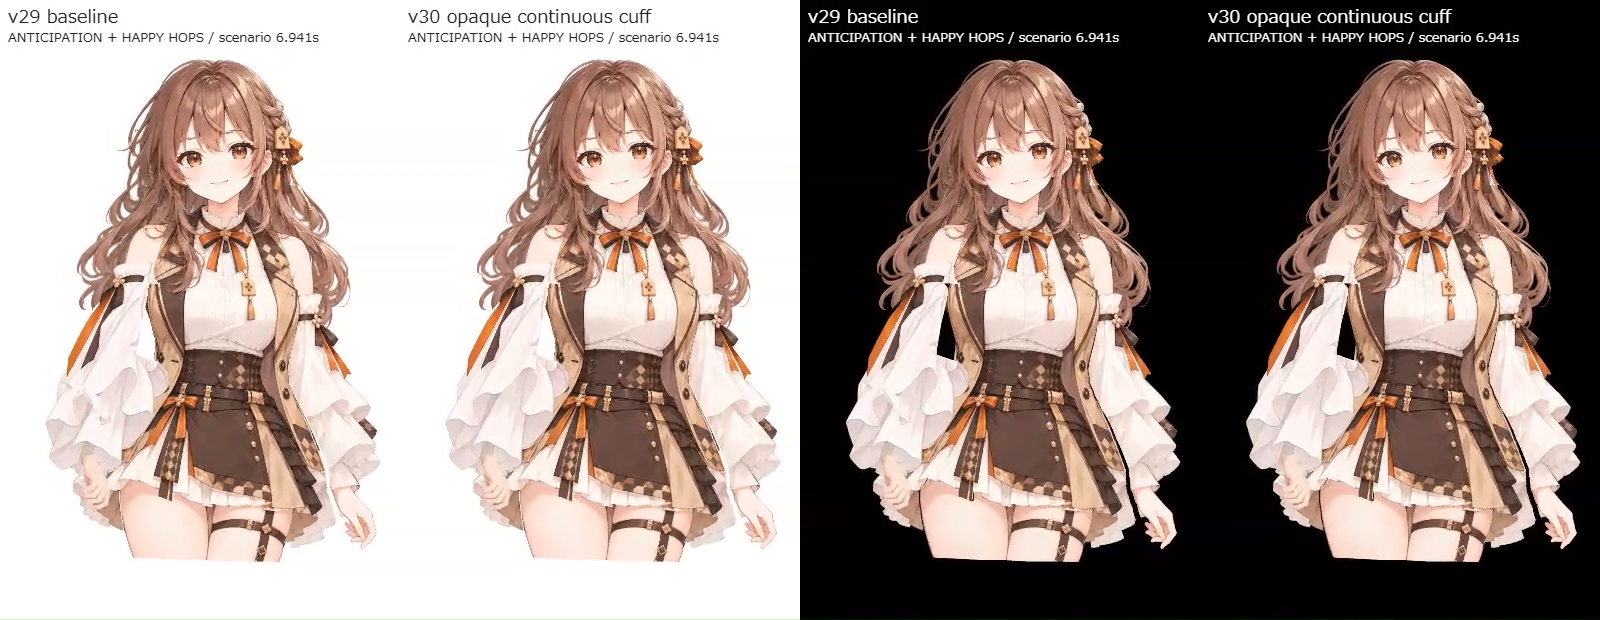 v29 baseline
ANTICIPATION + HAPPY HOPS / scenario 6.941s
v30 opaque continuous cuff
ANTICIPATION + HAPPY HOPS / scenario 6.941s
v29 baseline
ANTICIPATION + HAPPY HOPS / scenario 6.941s
v30 opaque continuous cuff
ANTICIPATION + HAPPY HOPS / scenario 6.941s